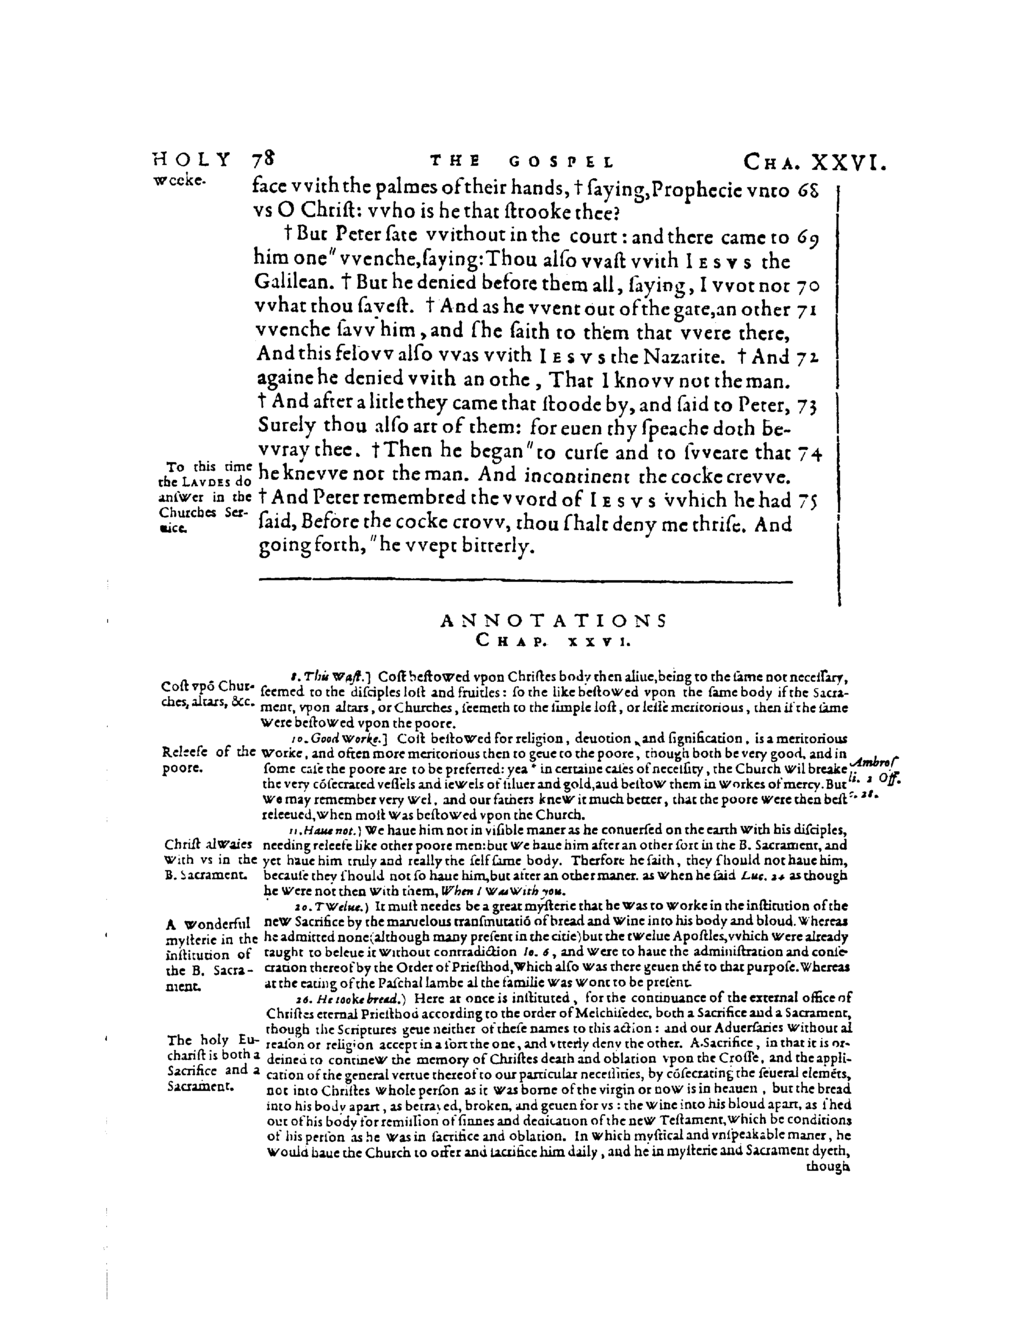 HOLY 78 THE GOSPEL CHA. XXVI.
weeke.
face vvith the palmes of their hands, † ſaying, Prophecie vnto 68
vs O Chriſt: vvho is he that ſtrooke thee?
† But Peter ſate vvithout in the court: and there came to 69
him one" vvenche, ſaying: Thou alſo vvaſt vvith IESVS the
Galilean. † But he denied before them all, ſaying, I vvot not 70
vvhat thou ſayeſt. † And as he vvent out of the gate, an other 71
vvenche ſavv him, and ſhe ſaith to them that vvere there,
And this felovv alſo vvas vvith IESVS the Nazarite. † And 72
againe he denied vvith an othe, That I knovv not the man.
† And after a litle they came that ſtoode by, and ſaid to Peter, 73
Surely thou alſo art of them: for euen thy ſpeache doth be-
vvray thee. † Then he began" to curſe and to ſvveare that 74
he knevve not the man. And incontinent the cocke crevve.
† And Peter remembred the vvord of IESVS vvhich he had 75
ſaid, Before the cocke crovv, thou ſhalt deny me thriſe. And
going forth, "he vvept bitterly.
To this time
the LAVDES do
anſwer in the
Churches Ser-
uice.
ANNOTATIONS
CHAP. XXVI.
Coſt vpō Chur-
ches, altars, &c.
8. This waſt.] Coſt beſtowed vpon Chriſtes body then aliue, being to the ſame not neceſſary,
ſeemed to the diſciples loſt and fruitles: ſo the like beſtowed vpon the ſame body if the Sacra-
ment, vpon altars, or Churches, ſeemeth to the ſimple loſt, or leſſe meritorious, then if the ſame
were beſtowed vpon the poore.
Releefe of the
poore.
10. Good worke.] Coſt beſtowed for religion, deuotion, and ſignification, is a meritorious
worke, and often more meritorious then to geue to the poore, though both be very good, and in
ſome caſe the poore are to be preferred: yea * in certaine caſes of neceſſity, the Church wil breake
the very cōſecrated veſſels and iewels of ſiluer and gold, aud beſtow them in workes of mercy. But
we may remember very wel, and our fathers knew it much better, that the poore were then beſt
releeued, when moſt was beſtowed vpon the Church.
Ambroſ
li. 2 Off.
c. 28.
Chriſt alwaies
with vs in the
B. Sacrament.
11. Haue not.] We haue him not in viſible maner as he conuerſed on the earth with his diſciples,
needing releefe like other poore men: but we haue him after an other ſort in the B. Sacrament, and
yet haue him truly and really the ſelf ſame body. Therfore he ſaith, they ſhould not haue him,
becauſe they ſhould not ſo haue him, but after an other maner. as when he ſaid Luc. 24 as though
he were not then with them, When I was with you.
A wonderful
myſterie in the
inſtitution of
the B. Sacra-
ment.
20. Twelue.) It muſt needes be a great myſterie that he was to worke in the inſtitution of the
new Sacrifice by the maruelous tranſmutatiō of bread and wine into his body and bloud. Whereas
he admitted none (although many preſent in the citie) but the twelue Apoſtles, vvhich were already
taught to beleue it without contradiction Io. 6, and were to haue the adminiſtration and conſe-
cration thereof by the Order of Prieſthod, which alſo was there geuen thē to that purpoſe. Whereas
at the eating of the Paſchal lambe al the familie was wont to be preſent.
The holy Eu-
chariſt is both a
Sacrifice and a
Sacrament.
26. He tooke bread.) Here at once is inſtituted, for the continuance of the external office of
Chriſtes eternal Prieſthod according to the order of Melchiſedec, both a Sacrifice aud a Sacrament,
though the Scriptures geue neither of theſe names to this action: and our Aduerſaries without al
reaſon or religion accept in a ſort the one, and vtterly deny the other. A Sacrifice, in that it is or-
deined to continew the memory of Chriſtes death and oblation vpon the Croſſe, and the appli-
cation of the general vertue thereof to our particular neceſſities, by cōſecrating the ſeueral elemēts,
not into Chriſtes whole perſon as it was borne of the virgin or now is in heauen, but the bread
into his body apart, as betrayed, broken, and geuen for vs: the wine into his bloud apart, as ſhed
out of his body for remiſſion of ſinnes and dedication of the new Teſtament, which be conditions
of his perſon as he was in ſacrifice and oblation. In which myſtical and vnſpeakable maner, he
would haue the Church to offer and ſacrifice him daily, and he in myſterie and Sacrament dyeth,
though